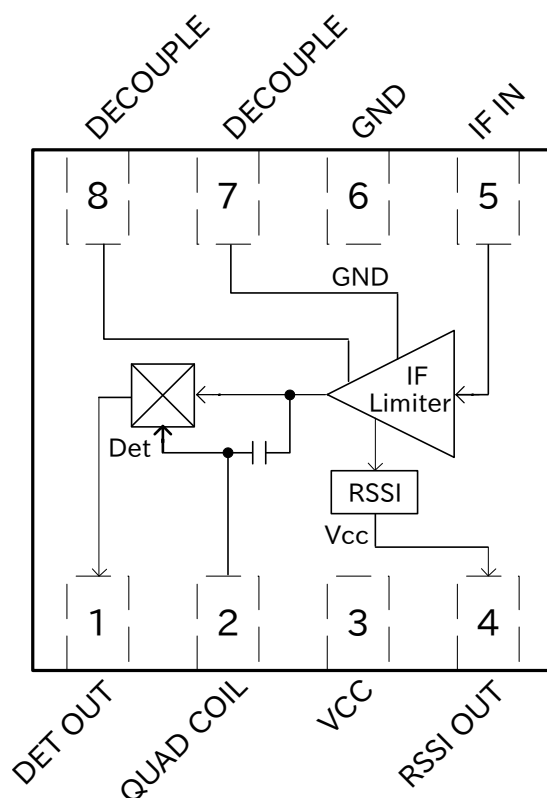 DECOUPLE
DECOUPLE
GND
IF IN
8
7
6
5
GND
IF
Limiter
Det
RSSI
Vcc
1
2
3
4
DET OUT
QUAD COIL
VCC
RSSI OUT